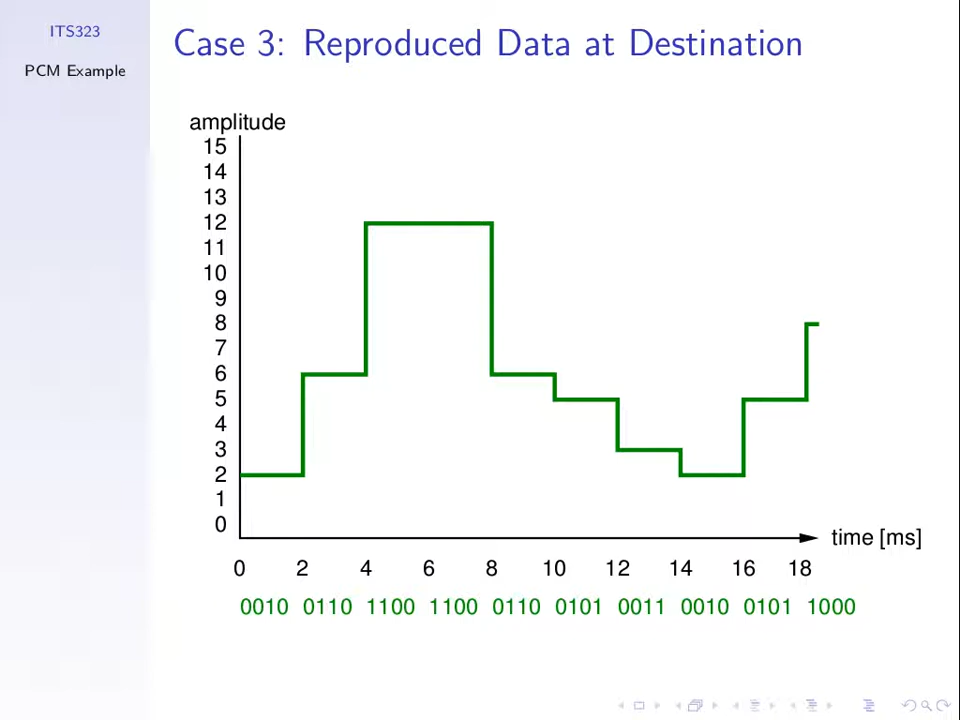 ITS323
PCM Example
Case 3: Reproduced Data at Destination
amplitude
15
14
13
12
11
10
9
8
7
6
5
4
3
2
1
0
time [ms]
0 2 4 6 8 10 12 14 16 18
0010 0110 1100 1100 0110 0101 0011 0010 0101 1000